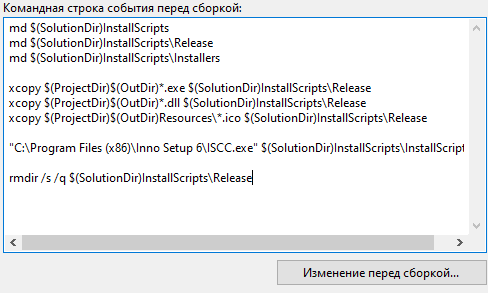 Командная строка события перед сборкой:
md $(SolutionDir)InstallScripts
md $(SolutionDir)InstallScripts\Release
md $(SolutionDir)InstallScripts\Installers
xcopy $(ProjectDir)$(OutDir)*.exe $(SolutionDir)InstallScripts\Release
xcopy $(ProjectDir)$(OutDir)*.dll $(SolutionDir)InstallScripts\Release
xcopy $(ProjectDir)$(OutDir)Resources\*.ico $(SolutionDir)InstallScripts\Release
"C:\Program Files (x86)\Inno Setup 6\ISCC.exe" $(SolutionDir)InstallScripts\InstallScript
rmdir /s /q $(SolutionDir)InstallScripts\Release
Изменение перед сборкой...